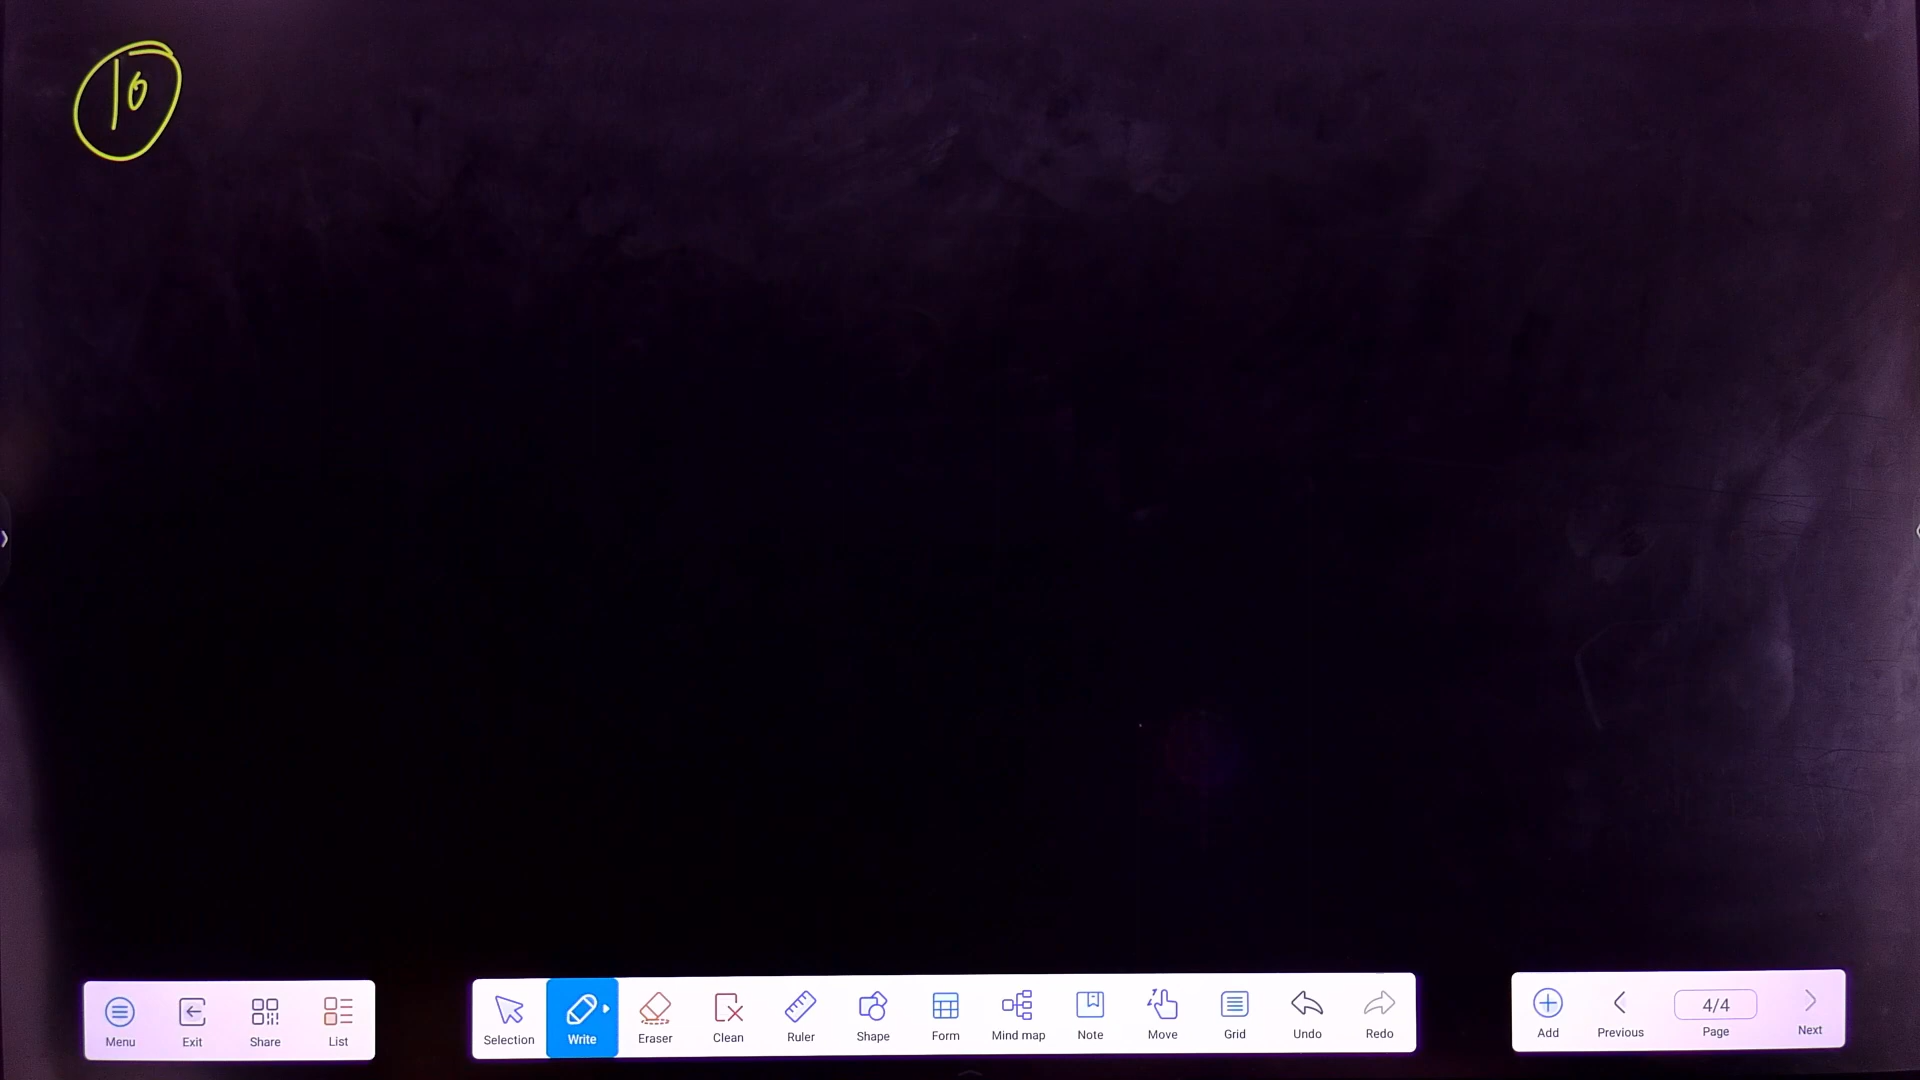 10
Menu
Exit
Share
List
Selection
Write
Eraser
Clean
Ruler
Shape
Form
Mind map
Note
Move
Grid
Undo
Redo
Add
Previous
4/4
Page
Next